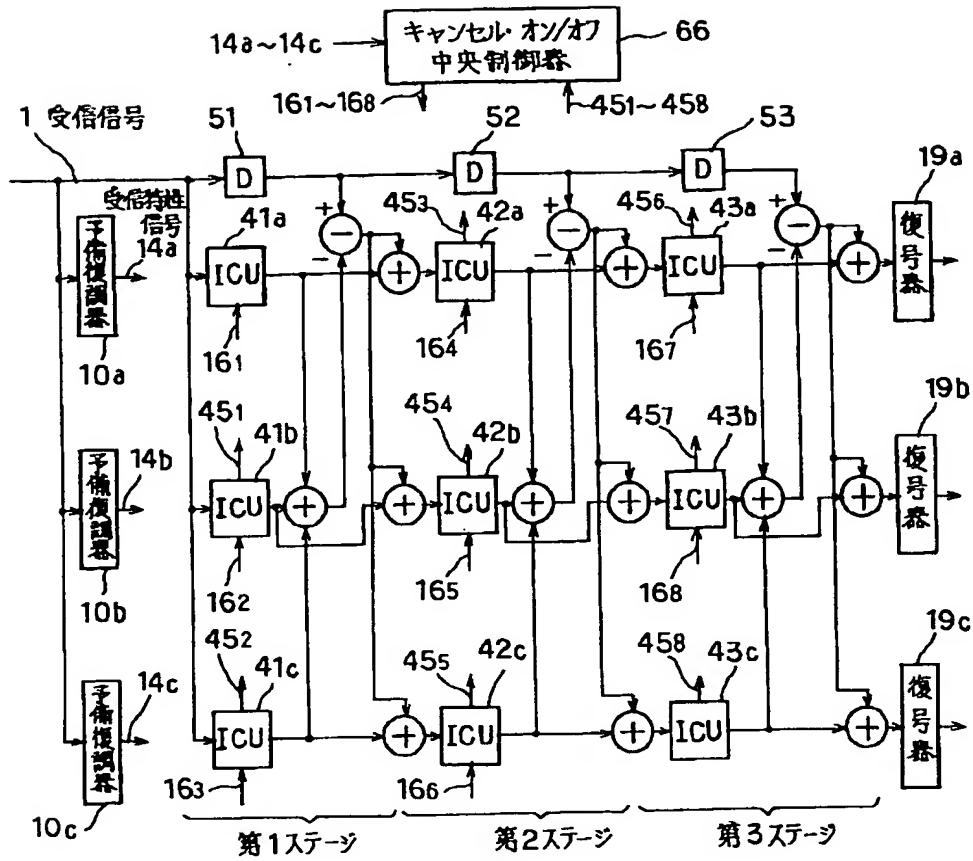 キャンセル・オン/オフ
中央制御器
66
14a~14c
161~168
451~458
1 受信信号
51
D
52
D
53
D
19a
受信特性
信号
14a
41a
+
−
−
453
42a
+
−
−
456
43a
+
−
−
予備復調器
ICU
+
ICU
+
ICU
+
復号器
10a
161
164
167
451
41b
454
42b
457
43b
19b
14b
予備復調器
ICU
+
+
ICU
+
+
ICU
+
+
復号器
10b
162
165
168
452
41c
455
42c
458
43c
19c
14c
予備復調器
ICU
+
ICU
+
ICU
+
復号器
10c
163
166
第1ステージ
第2ステージ
第3ステージ